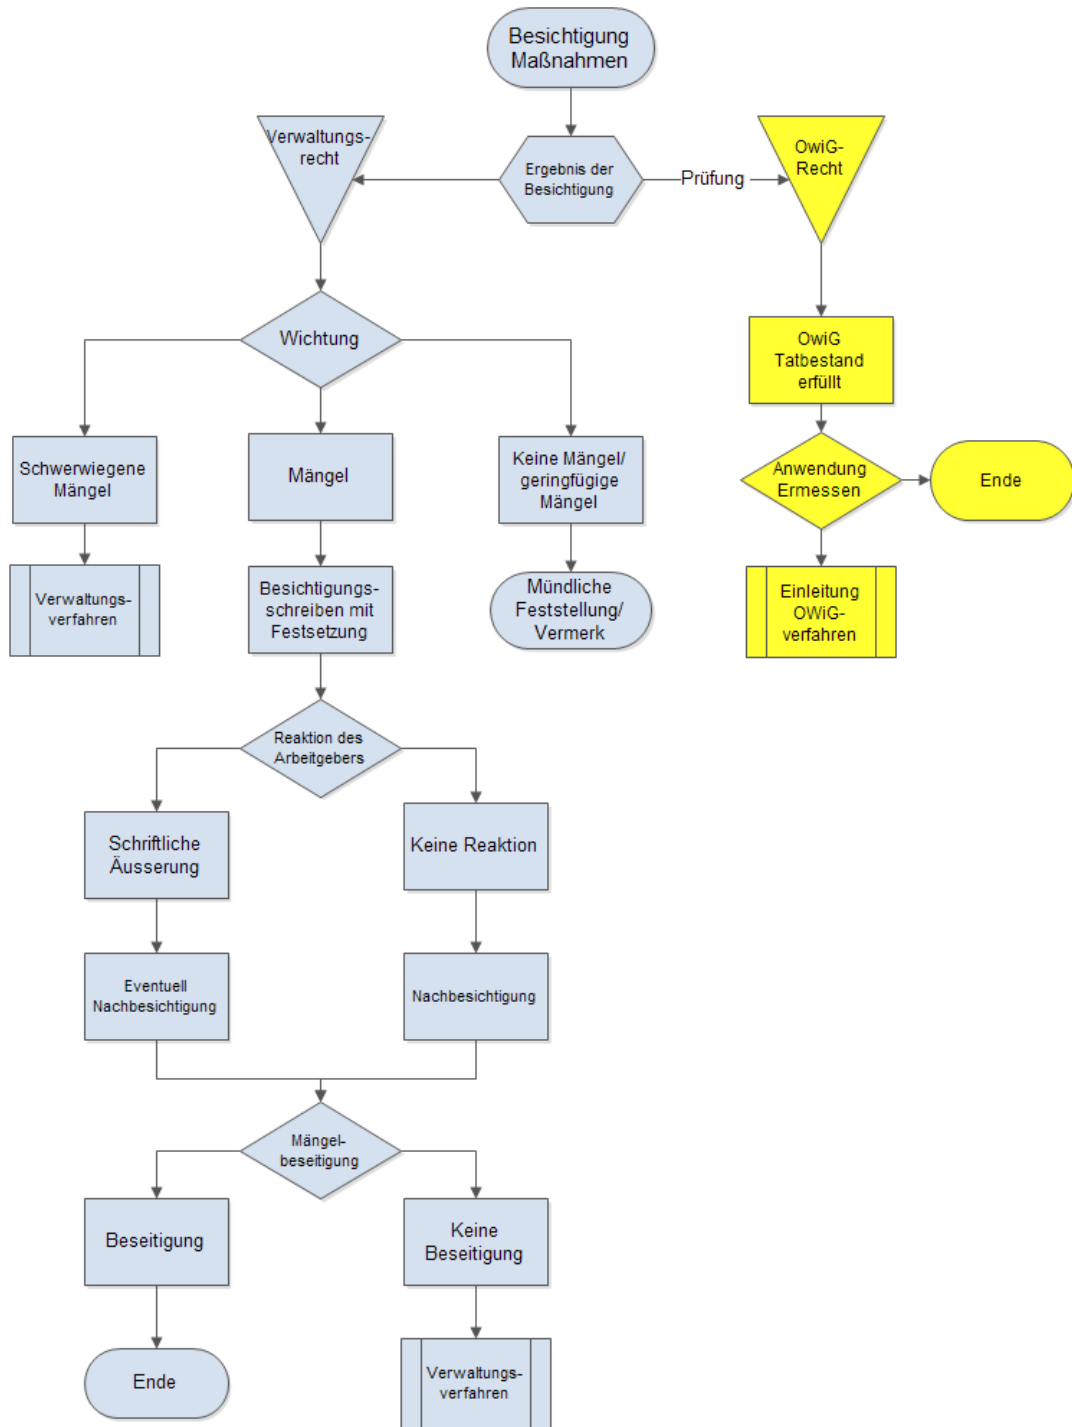 Besichtigung
Maßnahmen
Verwaltungs-
recht
Ergebnis der
Besichtigung
Prüfung
OwiG-
Recht
Wichtung
OwiG
Tatbestand
erfüllt
Schwerwiegene
Mängel
Mängel
Keine Mängel/
geringfügige
Mängel
Anwendung
Ermessen
Ende
Verwaltungs-
verfahren
Besichtigungs-
schreiben mit
Festsetzung
Mündliche
Feststellung/
Vermerk
Einleitung
OWiG-
verfahren
Reaktion des
Arbeitgebers
Schriftliche
Äusserung
Keine Reaktion
Eventuell
Nachbesichtigung
Nachbesichtigung
Mängel-
beseitigung
Beseitigung
Keine
Beseitigung
Ende
Verwaltungs-
verfahren